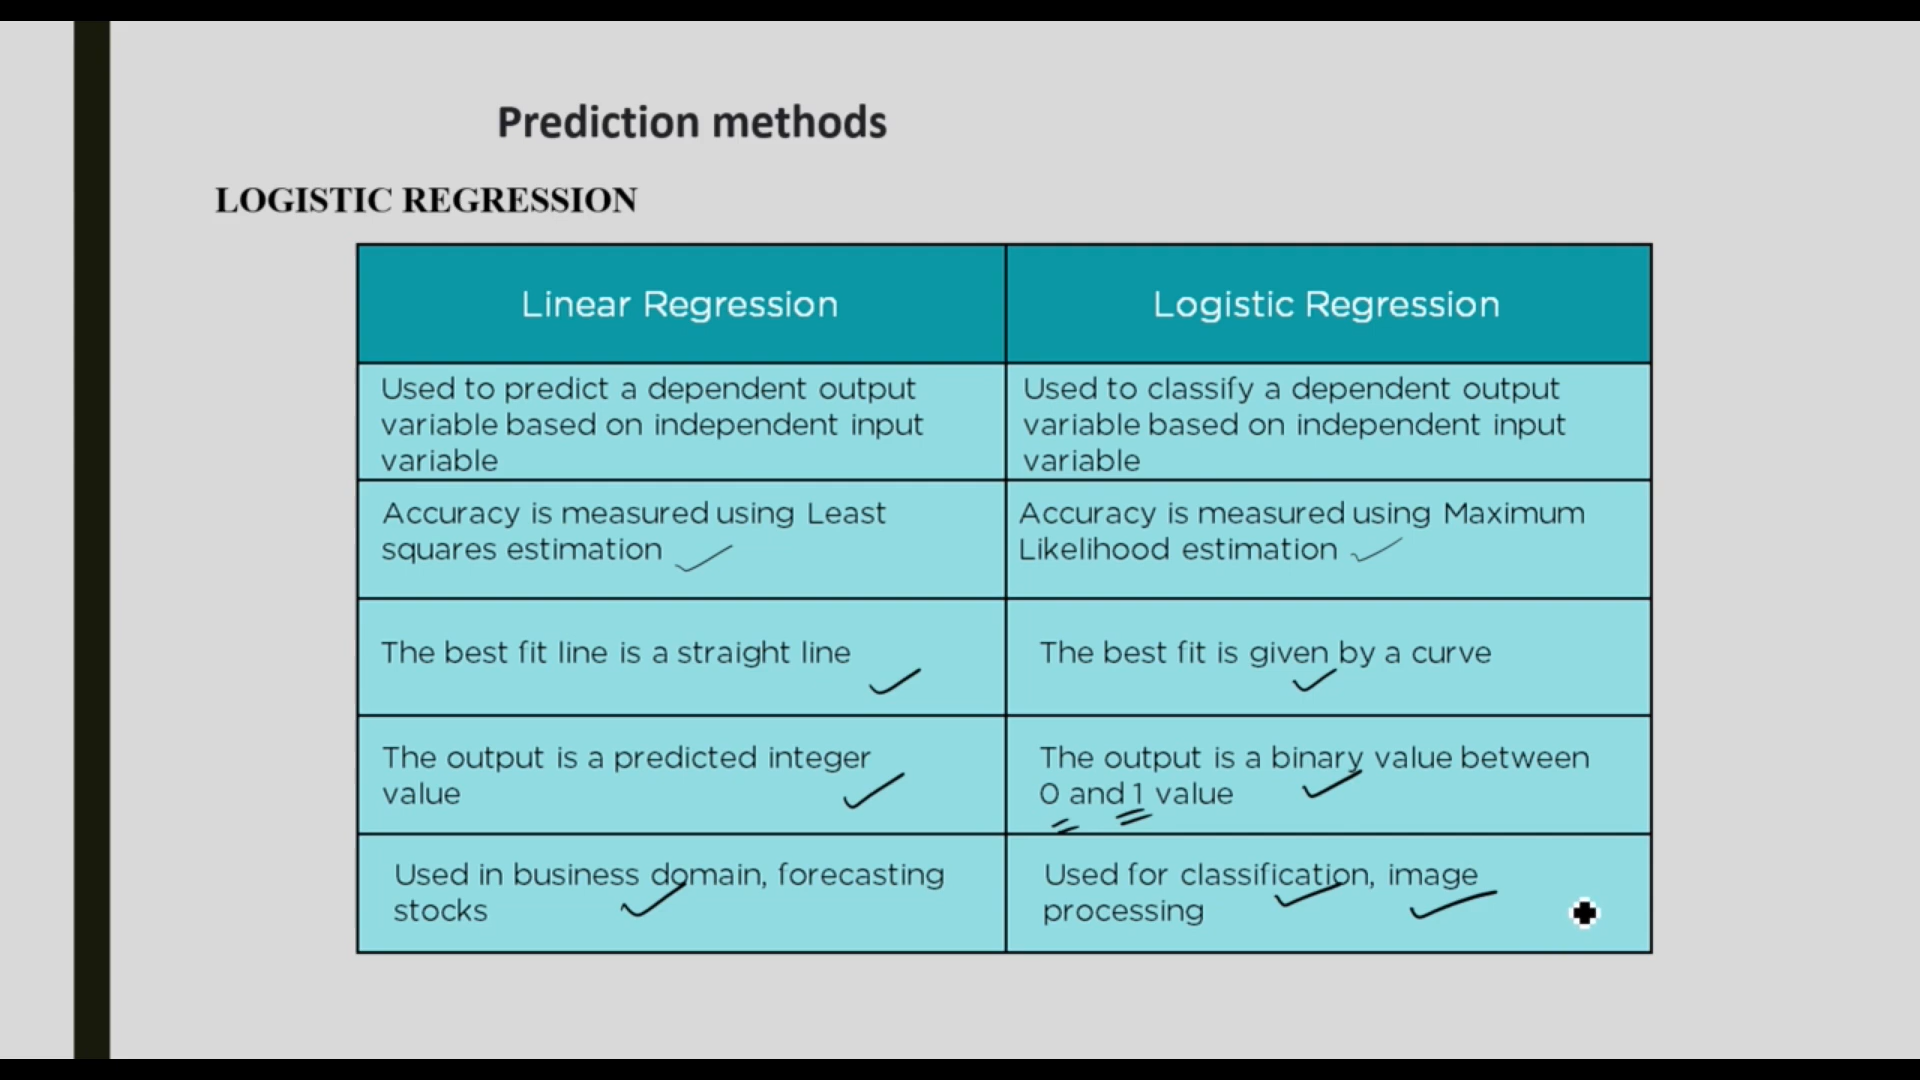 Prediction methods
LOGISTIC REGRESSION
Linear Regression
Logistic Regression
Used to predict a dependent output
variable based on independent input
variable
Used to classify a dependent output
variable based on independent input
variable
Accuracy is measured using Least
squares estimation
Accuracy is measured using Maximum
Likelihood estimation
The best fit line is a straight line
The best fit is given by a curve
The output is a predicted integer
value
The output is a binary value between
0 and 1 value
Used in business domain, forecasting
stocks
Used for classification, image
processing